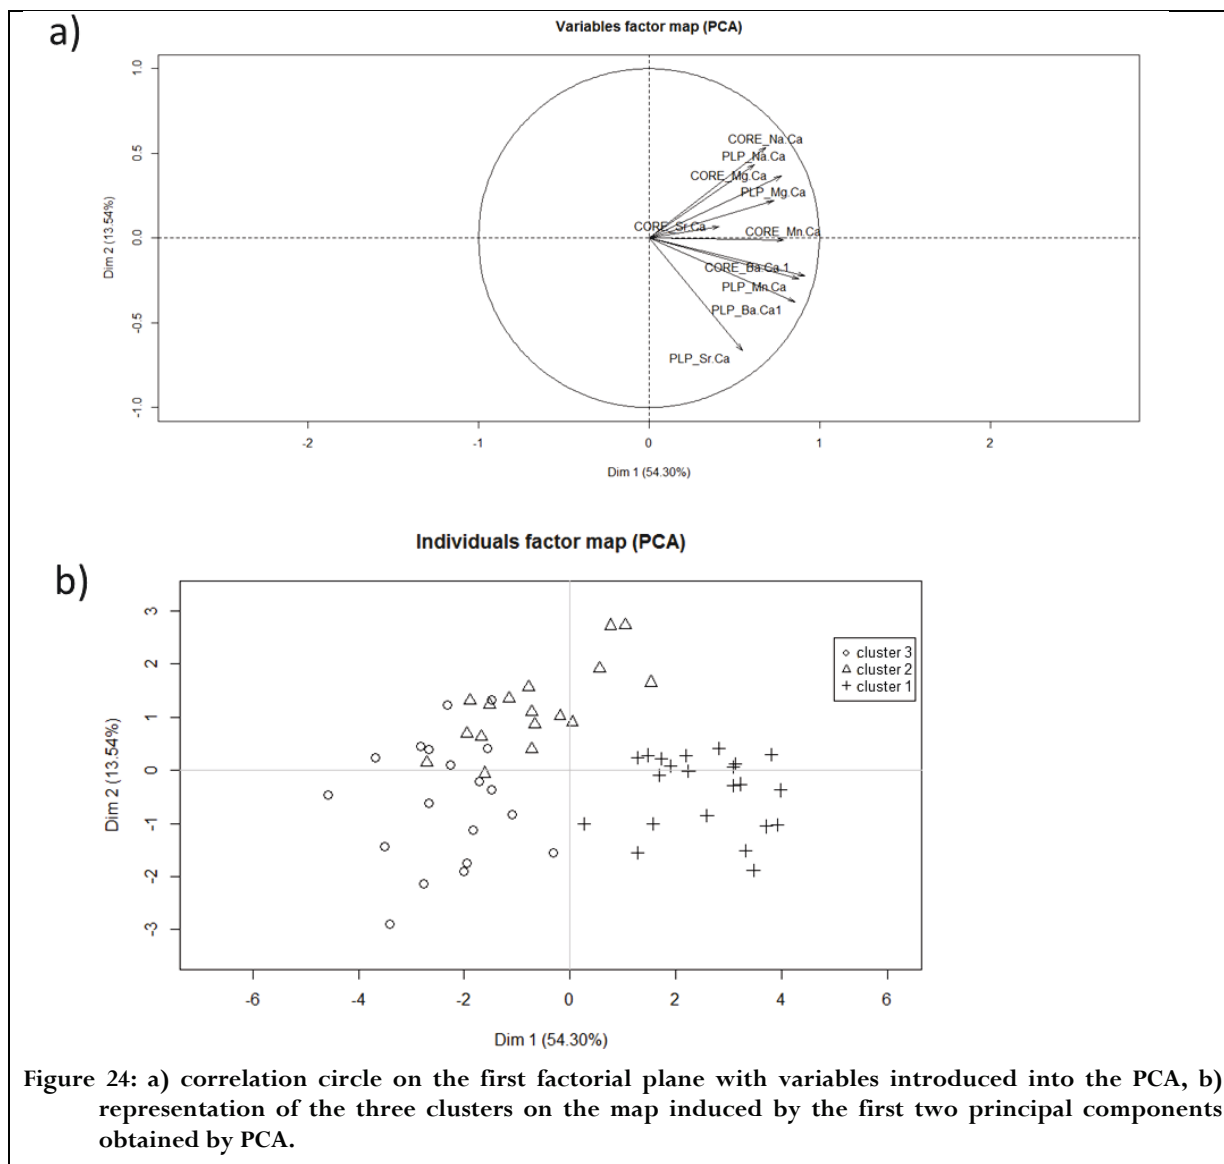 a)
Variables factor map (PCA)
1.0
0.5
0.0
-0.5
-1.0
Dim 2 (13.54%)
CORE_Na.Ca
PLP_Na.Ca
CORE_Mg.Ca
PLP_Mg.Ca
CORE_Sr.Ca
CORE_Mn.Ca
CORE_Ba.Ca.1
PLP_Mn.Ca
PLP_Ba.Ca1
PLP_Sr.Ca
-2 -1 0 1 2
Dim 1 (54.30%)
Individuals factor map (PCA)
b)
3
2
1
0
-1
-2
-3
Dim 2 (13.54%)
cluster 3
cluster 2
cluster 1
-6 -4 -2 0 2 4 6
Dim 1 (54.30%)
Figure 24: a) correlation circle on the first factorial plane with variables introduced into the PCA, b)
representation of the three clusters on the map induced by the first two principal components
obtained by PCA.